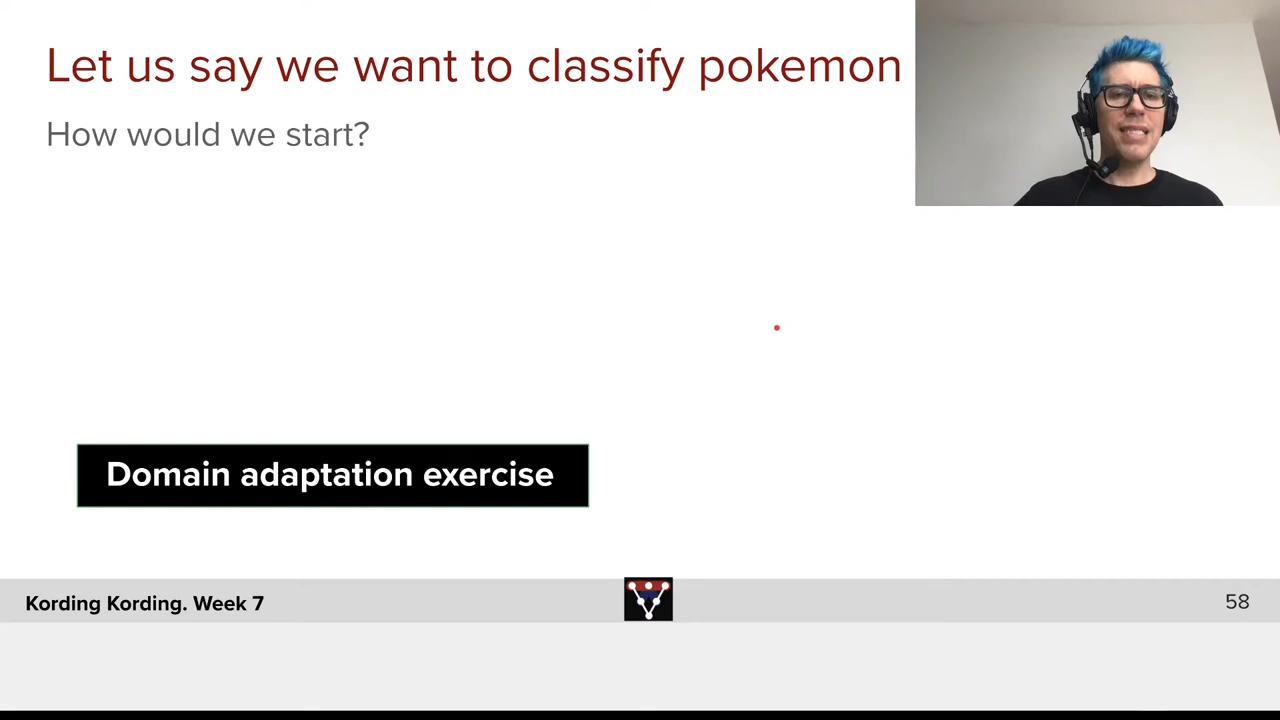 Let us say we want to classify pokemon
How would we start?
Domain adaptation exercise
Kording Kording. Week 7
58